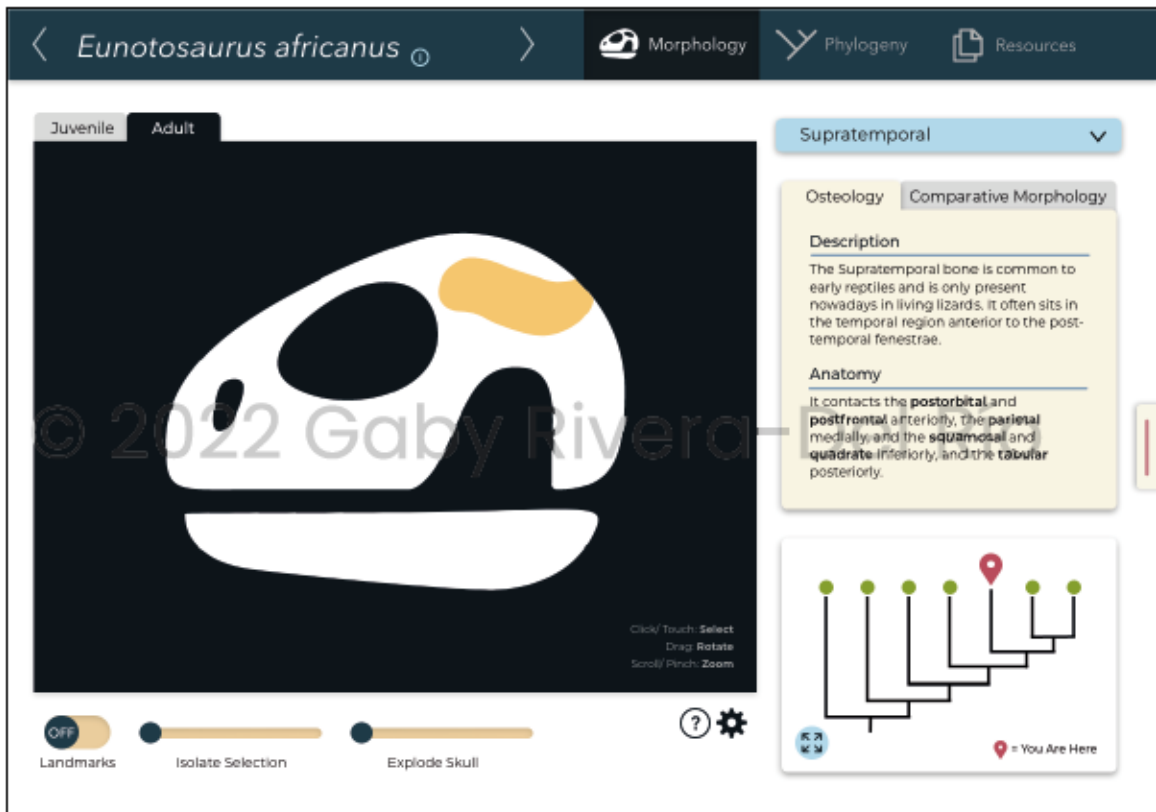 Eunotosaurus africanus
Morphology
Phylogeny
Resources
Juvenile
Adult
Supratemporal
Osteology
Comparative Morphology
Description
The Supratemporal bone is common to
early reptiles and is only present
nowadays in living lizards. It often sits in
the temporal region anterior to the post-
temporal fenestrae.
Anatomy
It contacts the postorbital and
postfrontal anteriorly, the parietal
medially, and the squamosal and
quadrate inferiorly, and the tabular
posteriorly.
© 2022 Gaby Rivera-Del Río
Click/ Touch: Select
Drag: Rotate
Scroll/ Pinch: Zoom
OFF
Landmarks
Isolate Selection
Explode Skull
?
= You Are Here